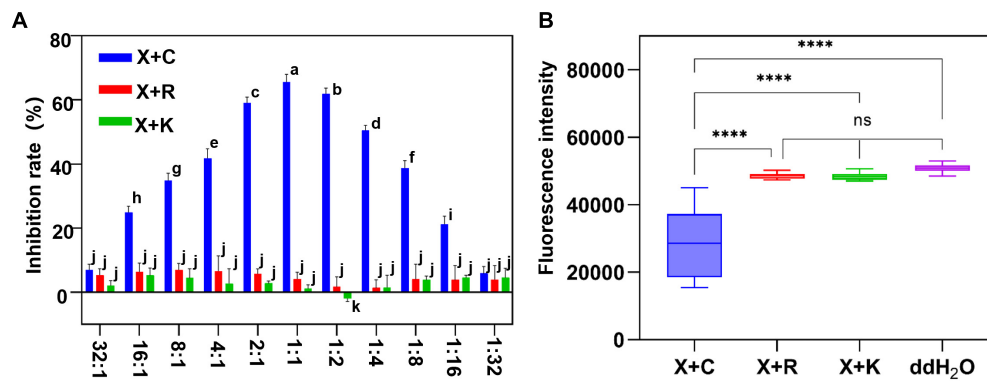 A
80
60
40
20
0
Inhibition rate (%)
X+C
X+R
X+K
j j j
h j j
g j j
e j j
c j j
a j j
b j k
d j j
f j j
i j j
j j j
32:1 16:1 8:1 4:1 2:1 1:1 1:2 1:4 1:8 1:16 1:32
B
80000
60000
40000
20000
0
Fluorescence intensity
****
****
****
ns
X+C X+R X+K ddH₂O